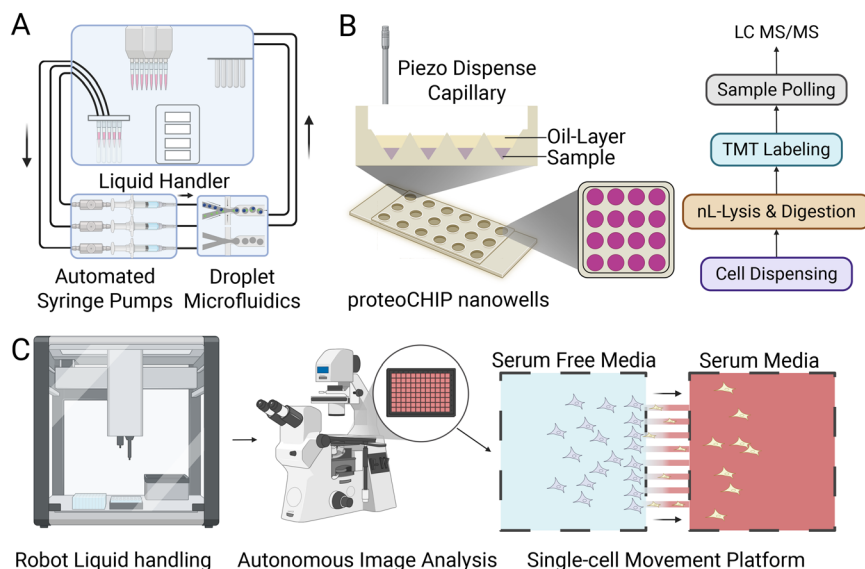 A
Liquid Handler
Automated
Syringe Pumps
Droplet
Microfluidics
B
Piezo Dispense
Capillary
Oil-Layer
Sample
proteoCHIP nanowells
LC MS/MS
Sample Polling
TMT Labeling
nL-Lysis & Digestion
Cell Dispensing
C
Serum Free Media
Serum Media
Robot Liquid handling
Autonomous Image Analysis
Single-cell Movement Platform